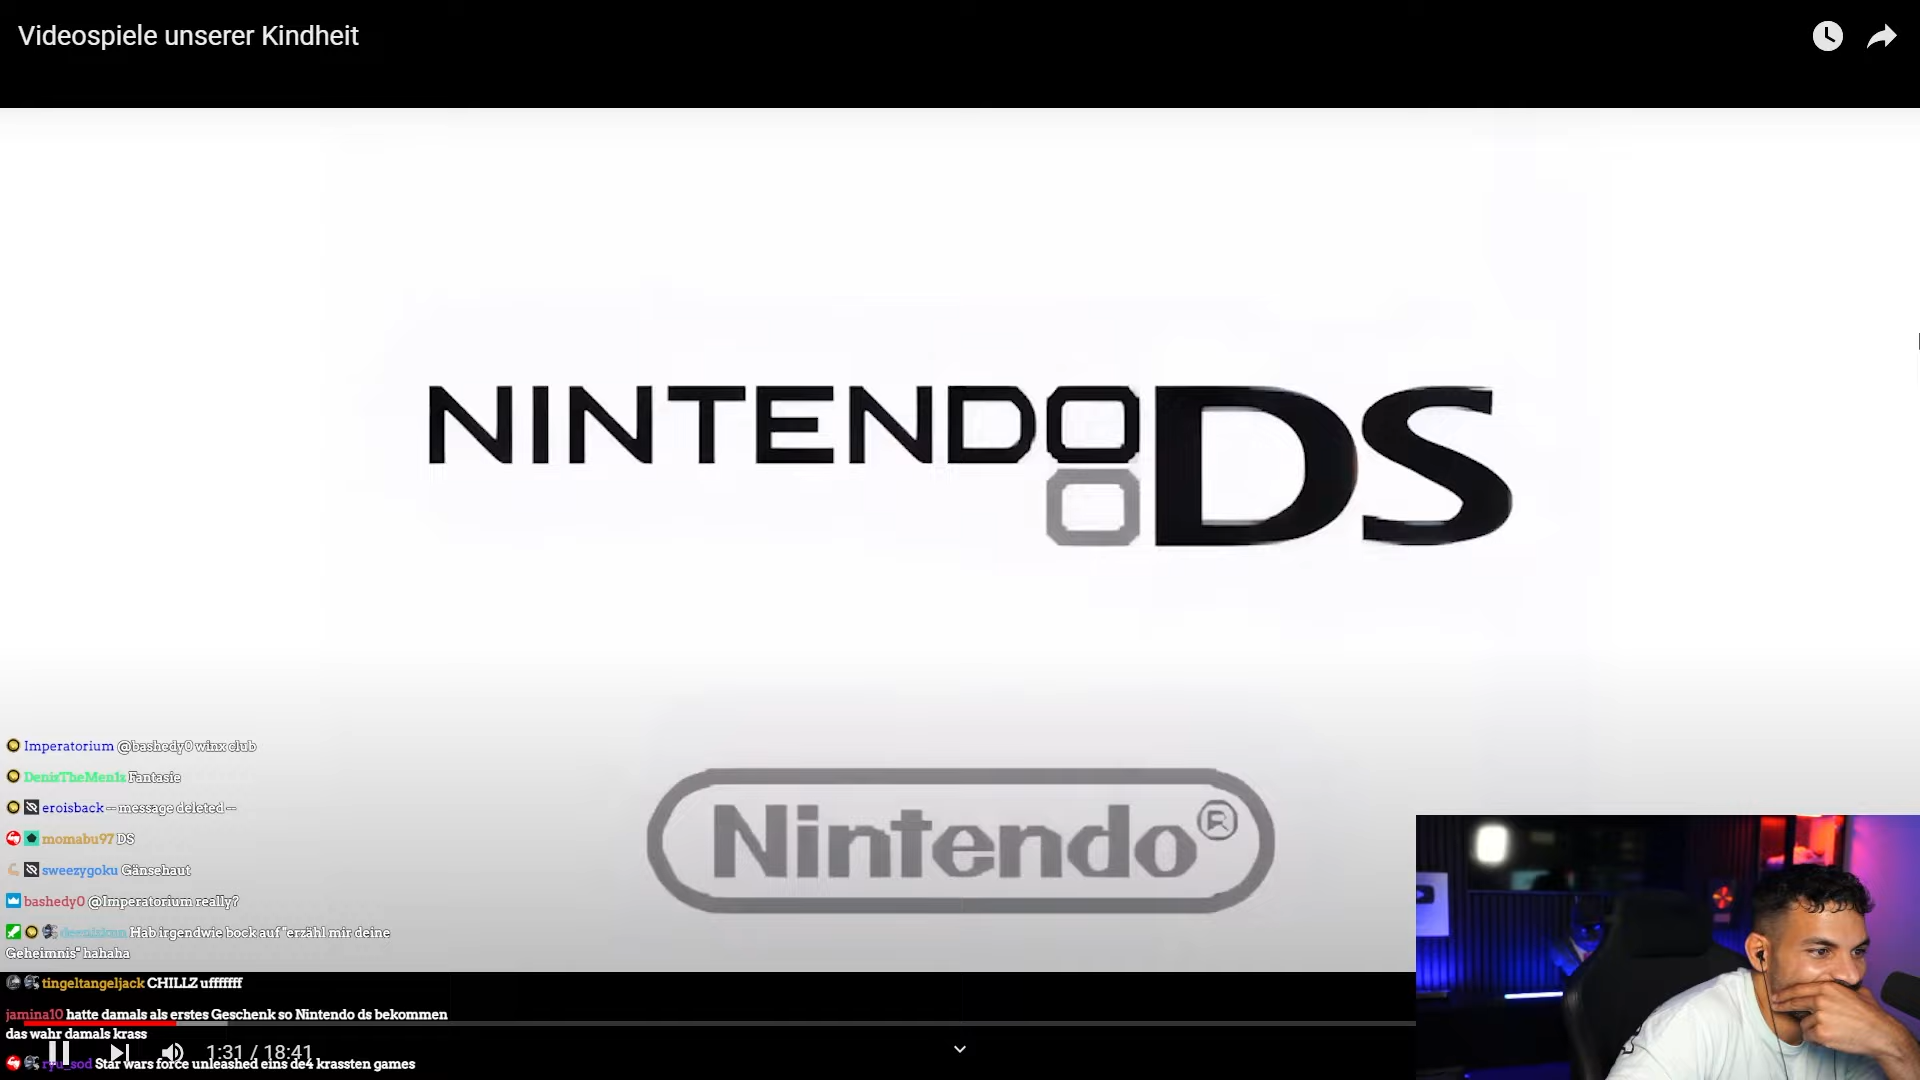 Videospiele unserer Kindheit
NINTENDO DS
Nintendo®
Imperatorium @bashedy0 winx club
DenizTheMen1z Fantasie
eroisback -- message deleted --
momabu97 DS
sweezygoku Gänsehaut
bashedy0 @Imperatorium really?
Hab irgendwie bock auf "erzähl mir deine
Geheimnis" hahaha
tingeltangeljack CHILLZ ufffffff
jamina10 hatte damals als erstes Geschenk so Nintendo ds bekommen
das wahr damals krass
1:31 / 18:41
ryu_sod Star wars force unleashed eins de4 krassten games